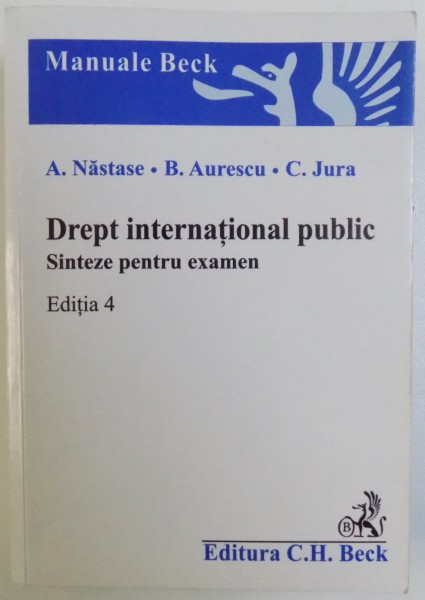 Manuale Beck
A. Năstase • B. Aurescu • C. Jura
Drept internațional public
Sinteze pentru examen
Ediția 4
B
Editura C.H. Beck